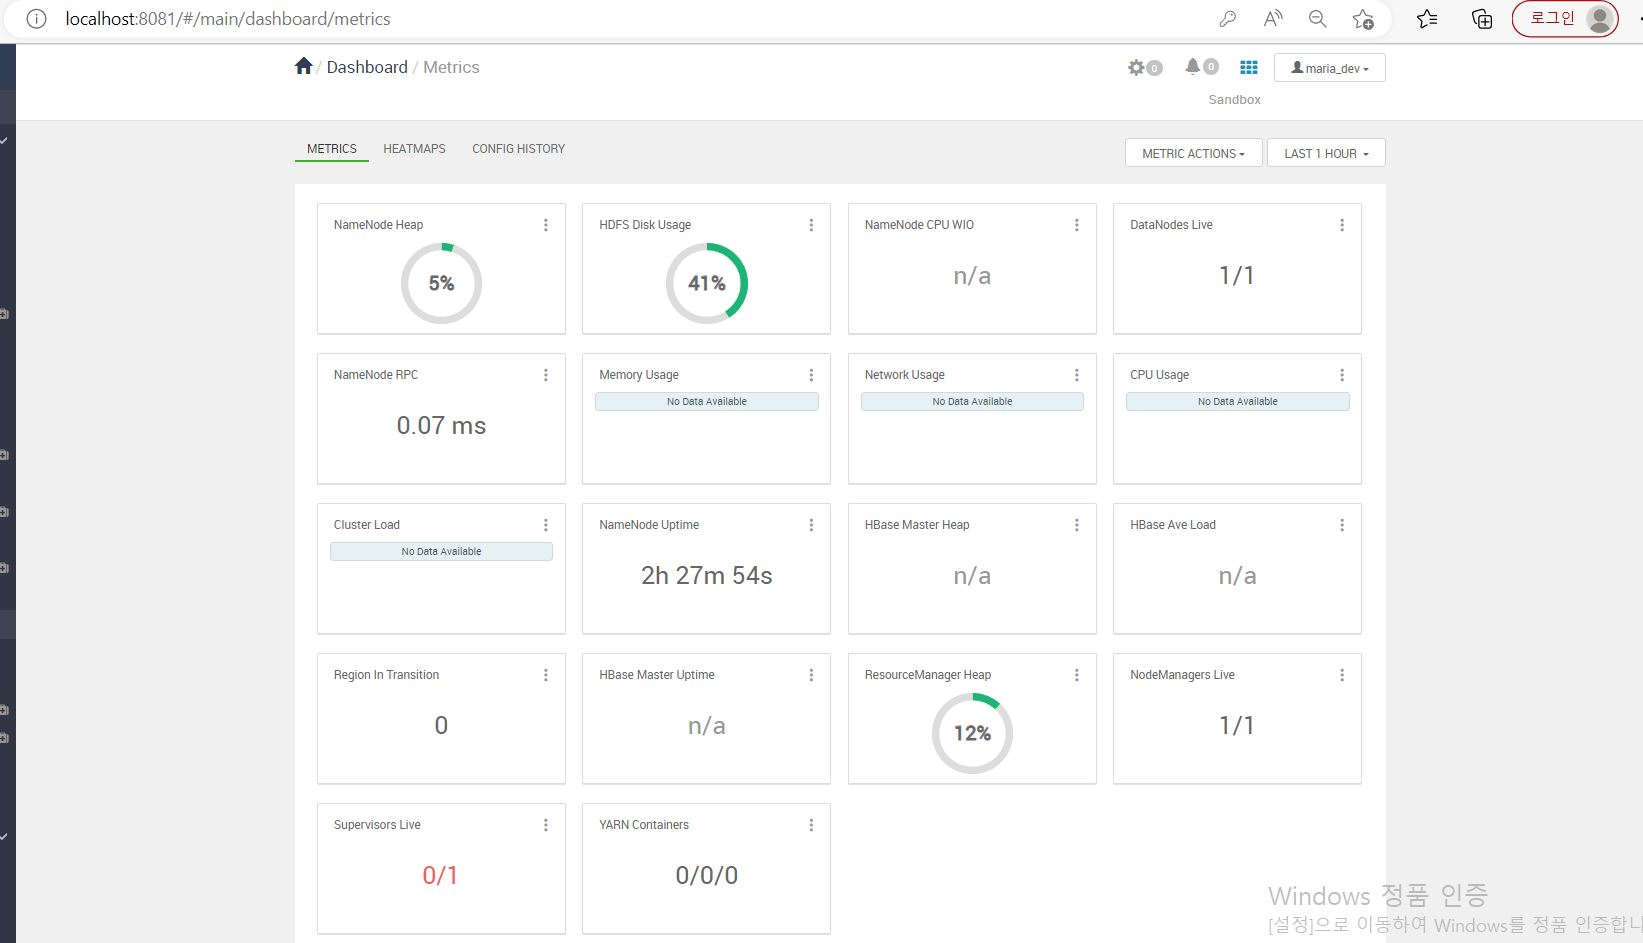 localhost:8081/#/main/dashboard/metrics
로그인
/ Dashboard / Metrics
0
0
maria_dev
Sandbox
METRICS
HEATMAPS
CONFIG HISTORY
METRIC ACTIONS
LAST 1 HOUR
NameNode Heap
5%
HDFS Disk Usage
41%
NameNode CPU WIO
n/a
DataNodes Live
1/1
NameNode RPC
0.07 ms
Memory Usage
No Data Available
Network Usage
No Data Available
CPU Usage
No Data Available
Cluster Load
No Data Available
NameNode Uptime
2h 27m 54s
HBase Master Heap
n/a
HBase Ave Load
n/a
Region In Transition
0
HBase Master Uptime
n/a
ResourceManager Heap
12%
NodeManagers Live
1/1
Supervisors Live
0/1
YARN Containers
0/0/0
Windows 정품 인증
[설정]으로 이동하여 Windows를 정품 인증합니